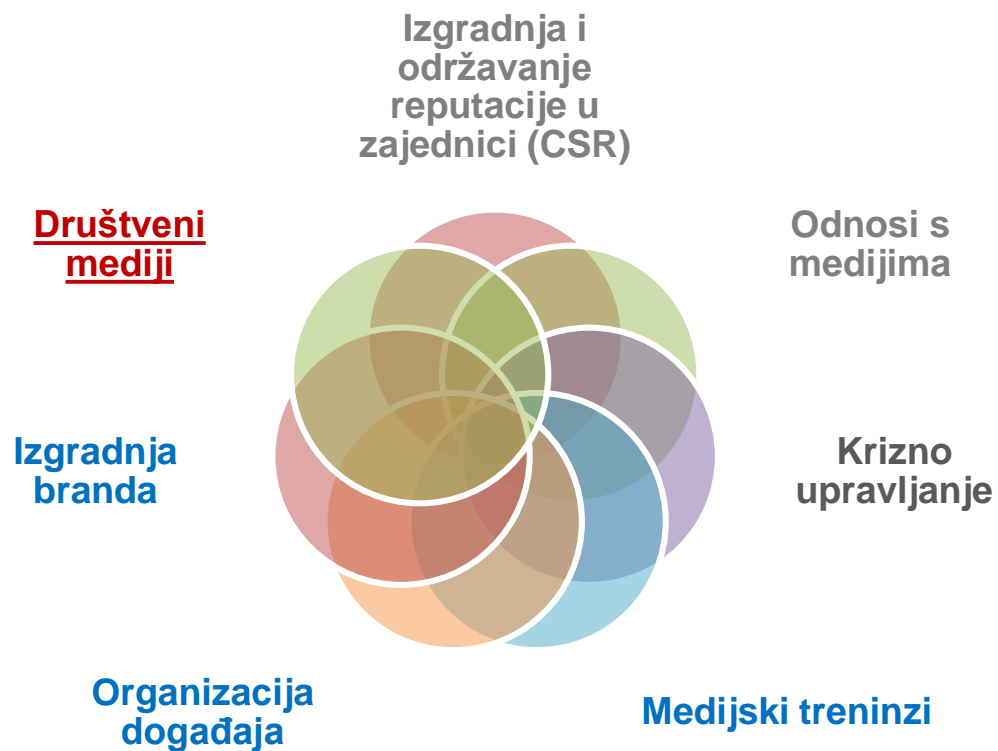 Izgradnja i
održavanje
reputacije u
zajednici (CSR)
Društveni
mediji
Odnosi s
medijima
Izgradnja
branda
Krizno
upravljanje
Organizacija
događaja
Medijski treninzi